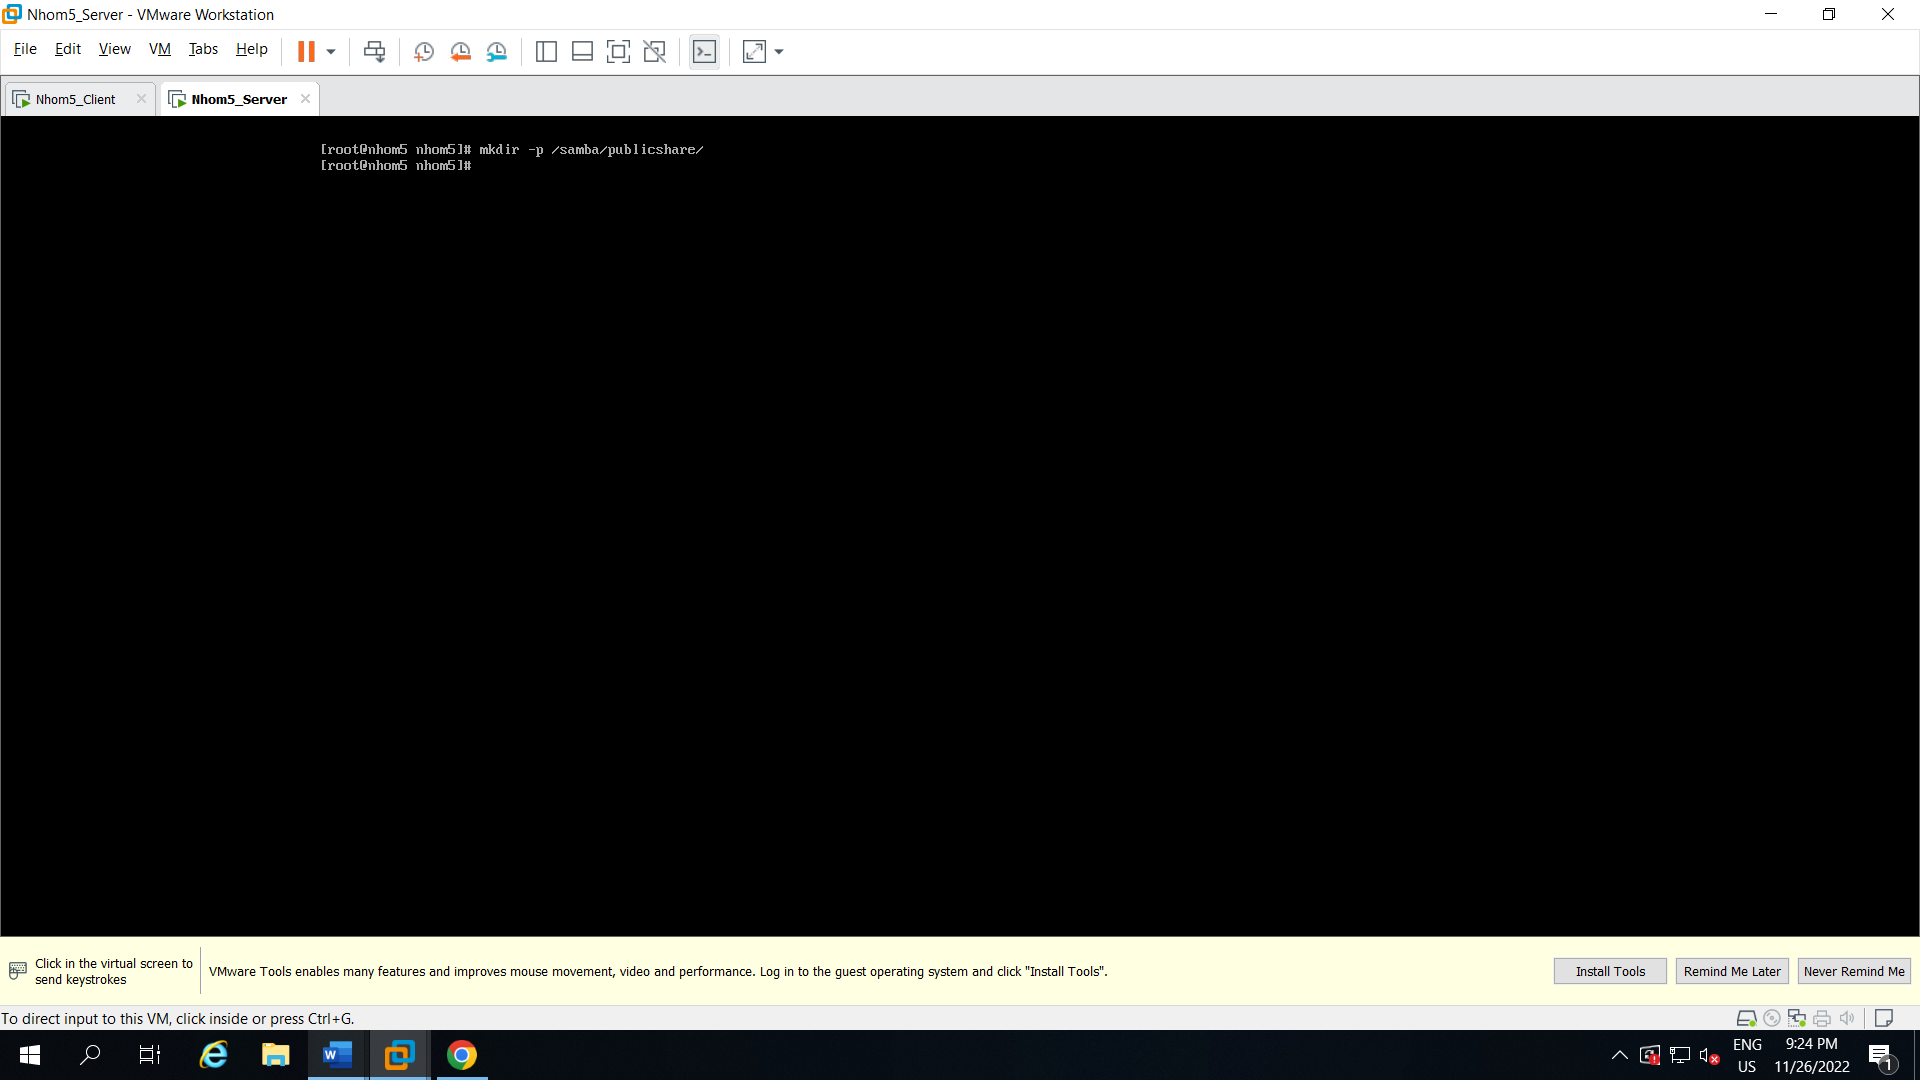 Nhom5_Server - VMware Workstation
File Edit View VM Tabs Help
Nhom5_Client Nhom5_Server
[root@nhom5 nhom5]# mkdir -p /samba/publicshare/
[root@nhom5 nhom5]#
Click in the virtual screen to
send keystrokes
VMware Tools enables many features and improves mouse movement, video and performance. Log in to the guest operating system and click "Install Tools".
Install Tools Remind Me Later Never Remind Me
To direct input to this VM, click inside or press Ctrl+G.
ENG
US
9:24 PM
11/26/2022
1